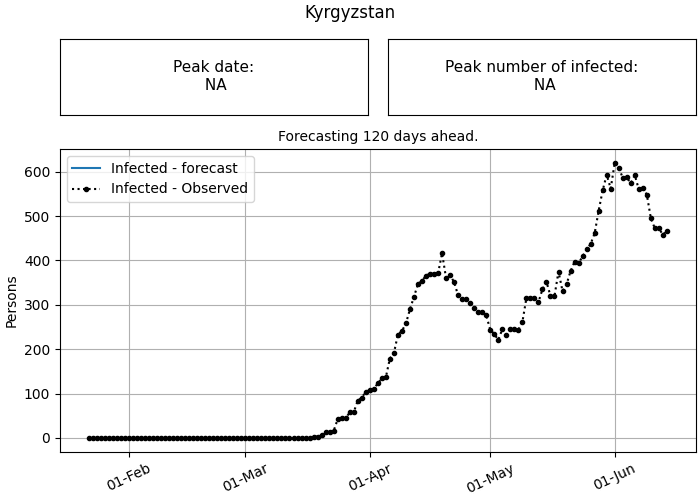 Kyrgyzstan
Peak date:
NA
Peak number of infected:
NA
Forecasting 120 days ahead.
Infected - forecast
Infected - Observed
Persons
600
500
400
300
200
100
0
01-Feb
01-Mar
01-Apr
01-May
01-Jun